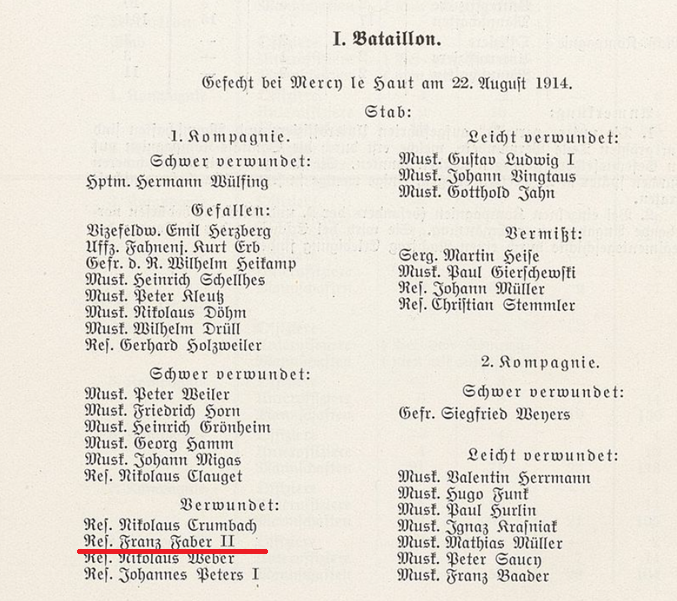 I. Bataillon.
Gefecht bei Mercy le Haut am 22. August 1914.
Stab:
1. Kompagnie.
Schwer verwundet:
Hptm. Hermann Wülfing
Gefallen:
Vizefeldw. Emil Herzberg
Uffz. Fahnenj. Kurt Erb
Gefr. d. R. Wilhelm Heikamp
Musk. Heinrich Schellhes
Musk. Peter Kleutz
Musk. Nikolaus Döhm
Musk. Wilhelm Drüll
Res. Gerhard Holzweiler
Schwer verwundet:
Musk. Peter Weiler
Musk. Friedrich Horn
Musk. Heinrich Grönheim
Musk. Georg Hamm
Musk. Johann Migas
Res. Nikolaus Clauget
Verwundet:
Res. Nikolaus Crumbach
Res. Franz Faber II
Res. Nikolaus Weber
Res. Johannes Peters I
Leicht verwundet:
Musk. Gustav Ludwig I
Musk. Johann Bingtaus
Musk. Gotthold Jahn
Vermißt:
Serg. Martin Heise
Musk. Paul Gierschewski
Res. Johann Müller
Res. Christian Stemmler
2. Kompagnie.
Schwer verwundet:
Gefr. Siegfried Weyers
Leicht verwundet:
Musk. Valentin Herrmann
Musk. Hugo Funk
Musk. Paul Hurlin
Musk. Ignaz Krasniak
Musk. Mathias Müller
Musk. Peter Saucy
Musk. Franz Baader